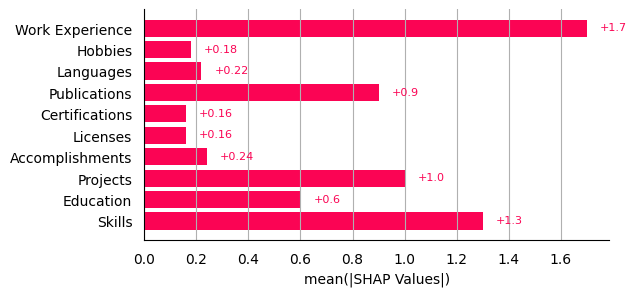 Work Experience +1.7
Hobbies +0.18
Languages +0.22
Publications +0.9
Certifications +0.16
Licenses +0.16
Accomplishments +0.24
Projects +1.0
Education +0.6
Skills +1.3
0.0 0.2 0.4 0.6 0.8 1.0 1.2 1.4 1.6
mean(|SHAP Values|)